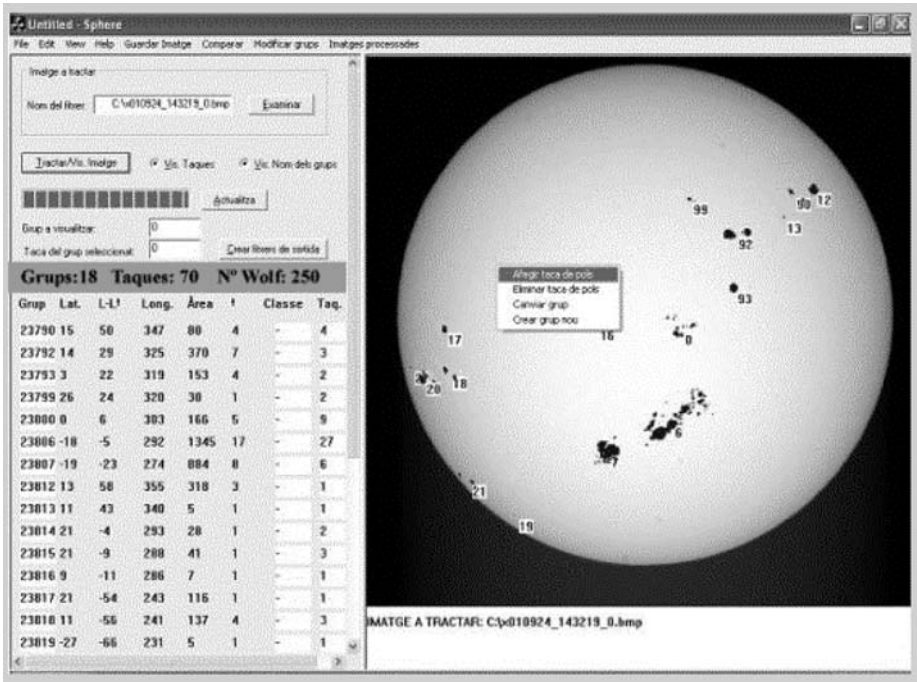 Untitled - Sphere
File Edit View Help Guardar Imatge Comparar Modificar grups Imatges processades
Imatge a tractar
Nom del fitxer: C:\x010924_143219_0.bmp Examinar
Tractar/Vis. Imatge Vis. Taques Vis. Nom dels grups
Actualitza
Grup a visualitzar: 0
Taca del grup seleccionat: 0 Crear fitxers de sortida
Grups:18 Taques: 70 Nº Wolf: 250
Grup Lat. L-L¹ Long. Àrea ! Classe Taq.
23790 15 50 347 80 4 - 4
23792 14 29 325 370 7 - 3
23793 3 22 319 153 4 - 2
23799 26 24 320 30 1 - 2
23800 0 6 303 166 5 - 9
23806 -18 -5 292 1345 17 - 27
23807 -19 -23 274 884 8 - 6
23812 13 58 355 318 3 - 1
23813 11 43 340 5 1 - 1
23814 21 -4 293 28 1 - 2
23815 21 -9 288 41 1 - 3
23816 9 -11 286 7 1 - 1
23817 21 -54 243 116 1 - 1
23818 11 -56 241 137 4 - 3
23819 -27 -66 231 5 1 - 1
99
90
12
13
92
Afegir taca de pols
Eliminar taca de pols
Canviar grup
Crear grup nou
93
16
0
17
20
18
6
7
21
19
IMATGE A TRACTAR: C:\x010924_143219_0.bmp